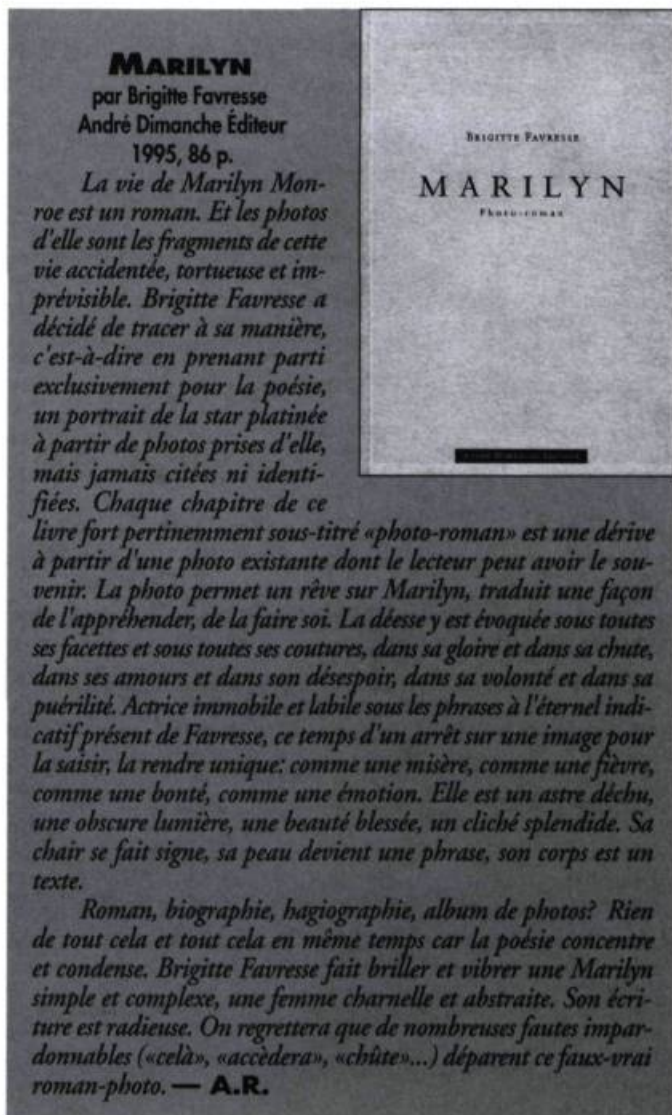 MARILYN
par Brigitte Favresse
André Dimanche Éditeur
1995, 86 p.
La vie de Marilyn Mon-
roe est un roman. Et les photos
d'elle sont les fragments de cette
vie accidentée, tortueuse et im-
prévisible. Brigitte Favresse a
décidé de tracer à sa manière,
c'est-à-dire en prenant parti
exclusivement pour la poésie,
un portrait de la star platinée
à partir de photos prises d'elle,
mais jamais citées ni identi-
fiées. Chaque chapitre de ce
livre fort pertinemment sous-titré «photo-roman» est une dérive
à partir d'une photo existante dont le lecteur peut avoir le sou-
venir. La photo permet un rêve sur Marilyn, traduit une façon
de l'appréhender, de la faire soi. La déesse y est évoquée sous toutes
ses facettes et sous toutes ses coutures, dans sa gloire et dans sa chute,
dans ses amours et dans son désespoir, dans sa volonté et dans sa
puérilité. Actrice immobile et labile sous les phrases à l'éternel indi-
catif présent de Favresse, ce temps d'un arrêt sur une image pour
la saisir, la rendre unique: comme une misère, comme une fièvre,
comme une bonté, comme une émotion. Elle est un astre déchu,
une obscure lumière, une beauté blessée, un cliché splendide. Sa
chair se fait signe, sa peau devient une phrase, son corps est un
texte.
Roman, biographie, hagiographie, album de photos? Rien
de tout cela et tout cela en même temps car la poésie concentre
et condense. Brigitte Favresse fait briller et vibrer une Marilyn
simple et complexe, une femme charnelle et abstraite. Son écri-
ture est radieuse. On regrettera que de nombreuses fautes impar-
donnables («celà», «accèdera», «chûte»...) déparent ce faux-vrai
roman-photo. — A.R.
BRIGITTE FAVRESSE
MARILYN
Photo-roman